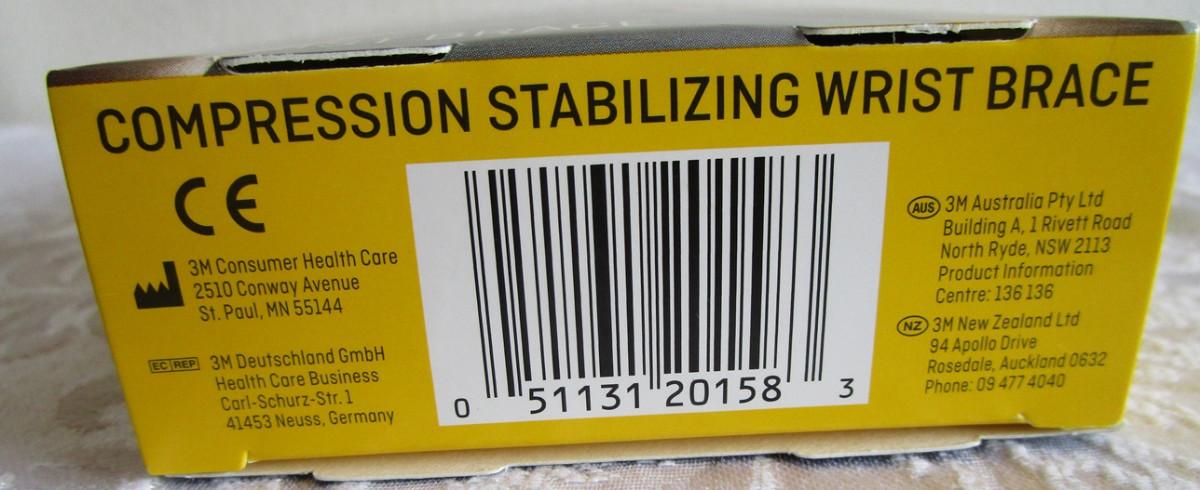 COMPRESSION STABILIZING WRIST BRACE
CE
3M Consumer Health Care
2510 Conway Avenue
St. Paul, MN 55144
EC REP
3M Deutschland GmbH
Health Care Business
Carl-Schurz-Str. 1
41453 Neuss, Germany
0 51131 20158 3
AUS 3M Australia Pty Ltd
Building A, 1 Rivett Road
North Ryde, NSW 2113
Product Information
Centre: 136 136
NZ 3M New Zealand Ltd
94 Apollo Drive
Rosedale, Auckland 0632
Phone: 09 477 4040